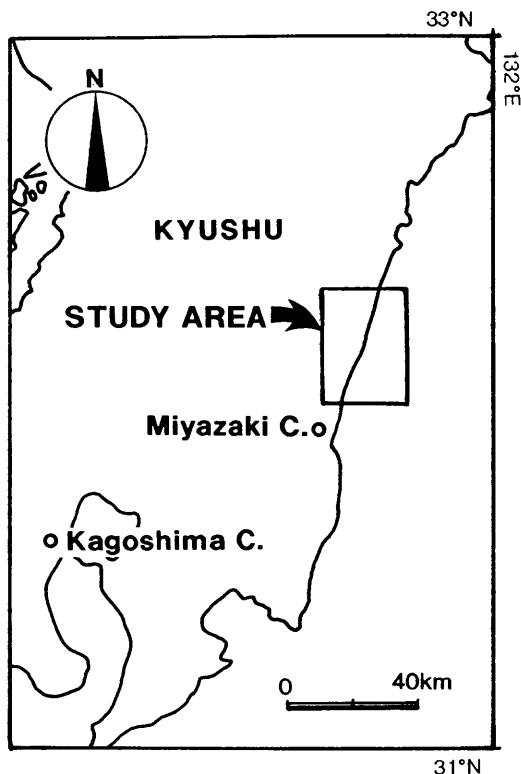 33°N
132°E
N
KYUSHU
STUDY AREA
Miyazaki C.
Kagoshima C.
0 40km
31°N